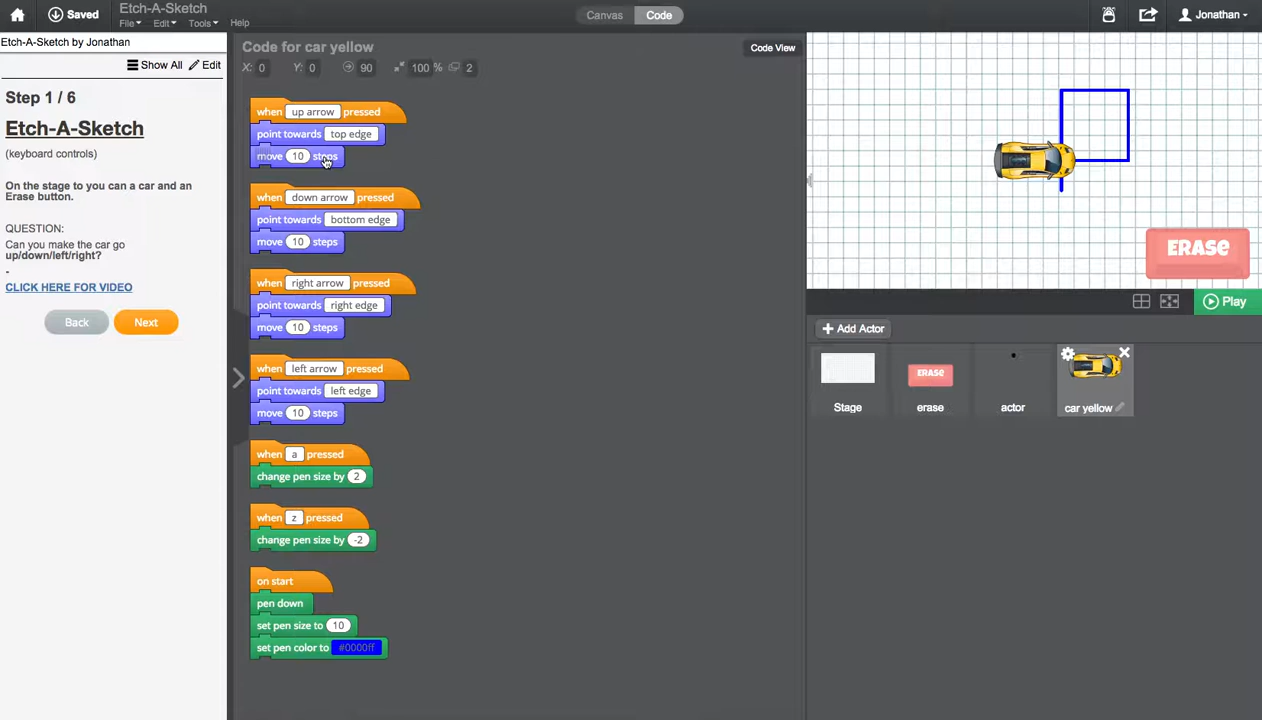 Saved
Etch-A-Sketch
File Edit Tools Help
Canvas Code
Jonathan
Etch-A-Sketch by Jonathan
Show All Edit
Step 1 / 6
Etch-A-Sketch
(keyboard controls)
On the stage to you can a car and an
Erase button.
QUESTION:
Can you make the car go
up/down/left/right?
-
CLICK HERE FOR VIDEO
Back Next
Code for car yellow
Code View
X: 0 Y: 0 90 100 % 2
when up arrow pressed
point towards top edge
move 10 steps
when down arrow pressed
point towards bottom edge
move 10 steps
when right arrow pressed
point towards right edge
move 10 steps
when left arrow pressed
point towards left edge
move 10 steps
when a pressed
change pen size by 2
when z pressed
change pen size by -2
on start
pen down
set pen size to 10
set pen color to #0000ff
ERASE
Play
+ Add Actor
ERASE
Stage erase actor car yellow